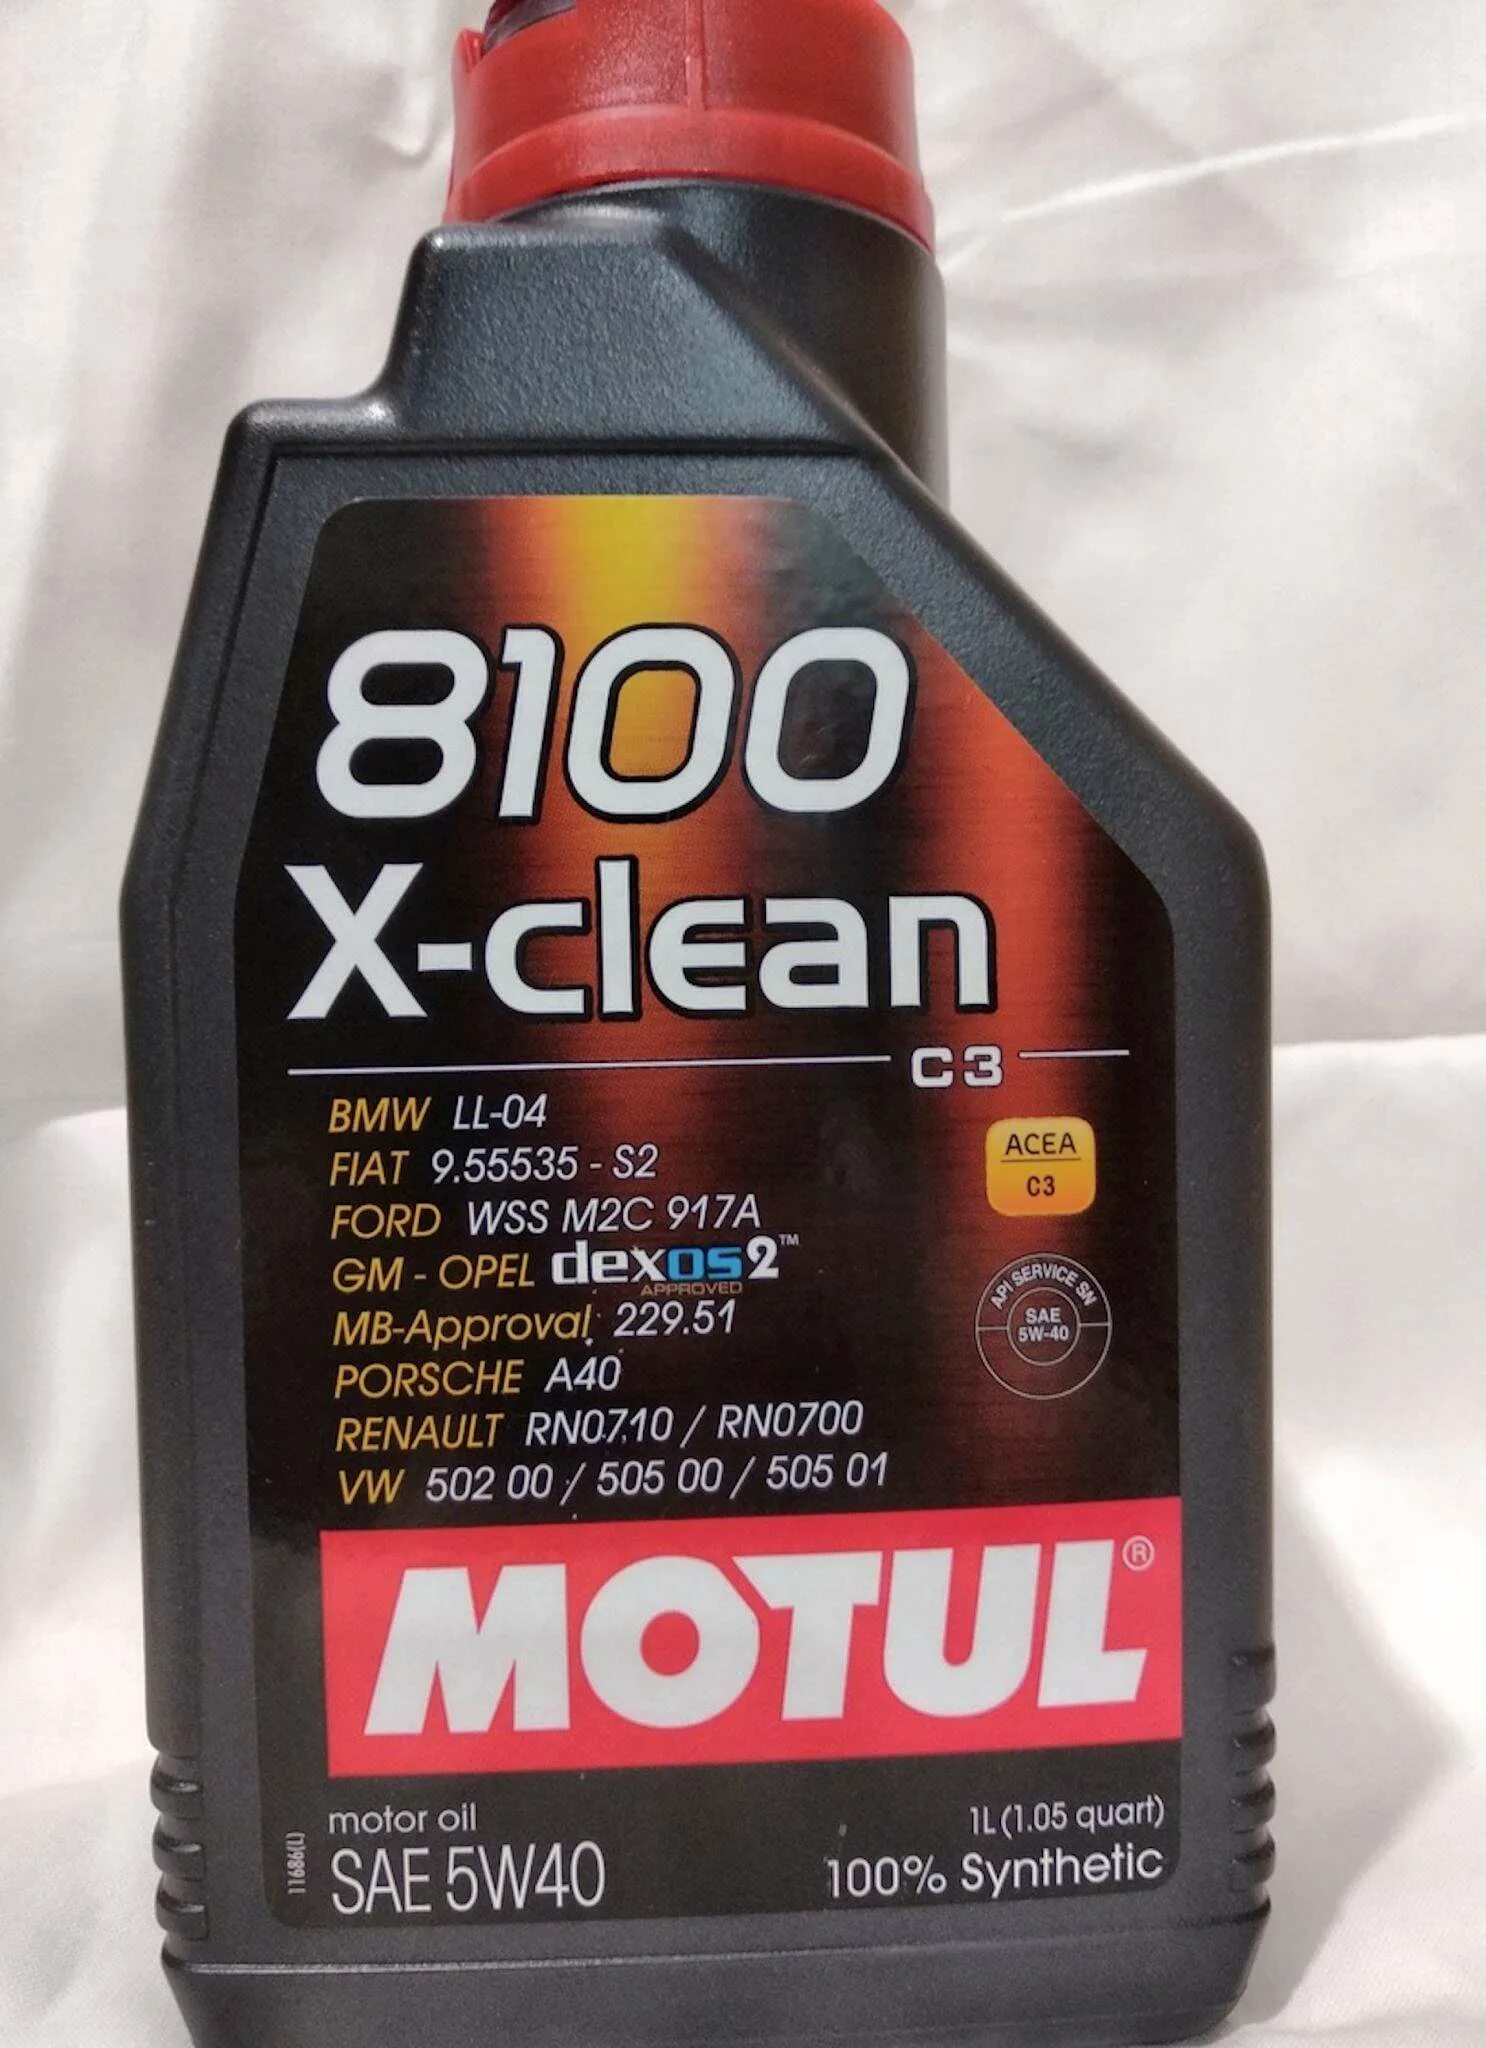 8100
X-clean
C3
BMW LL-04
FIAT 9.55535 - S2
FORD WSS M2C 917A
GM - OPEL dexos2™
APPROVED
MB-Approval 229.51
PORSCHE A40
RENAULT RN0710 / RN0700
VW 502 00 / 505 00 / 505 01
ACEA
C3
API SERVICE SN
SAE
5W-40
MOTUL®
motor oil
SAE 5W40
1L (1.05 quart)
100% Synthetic
11686(L)